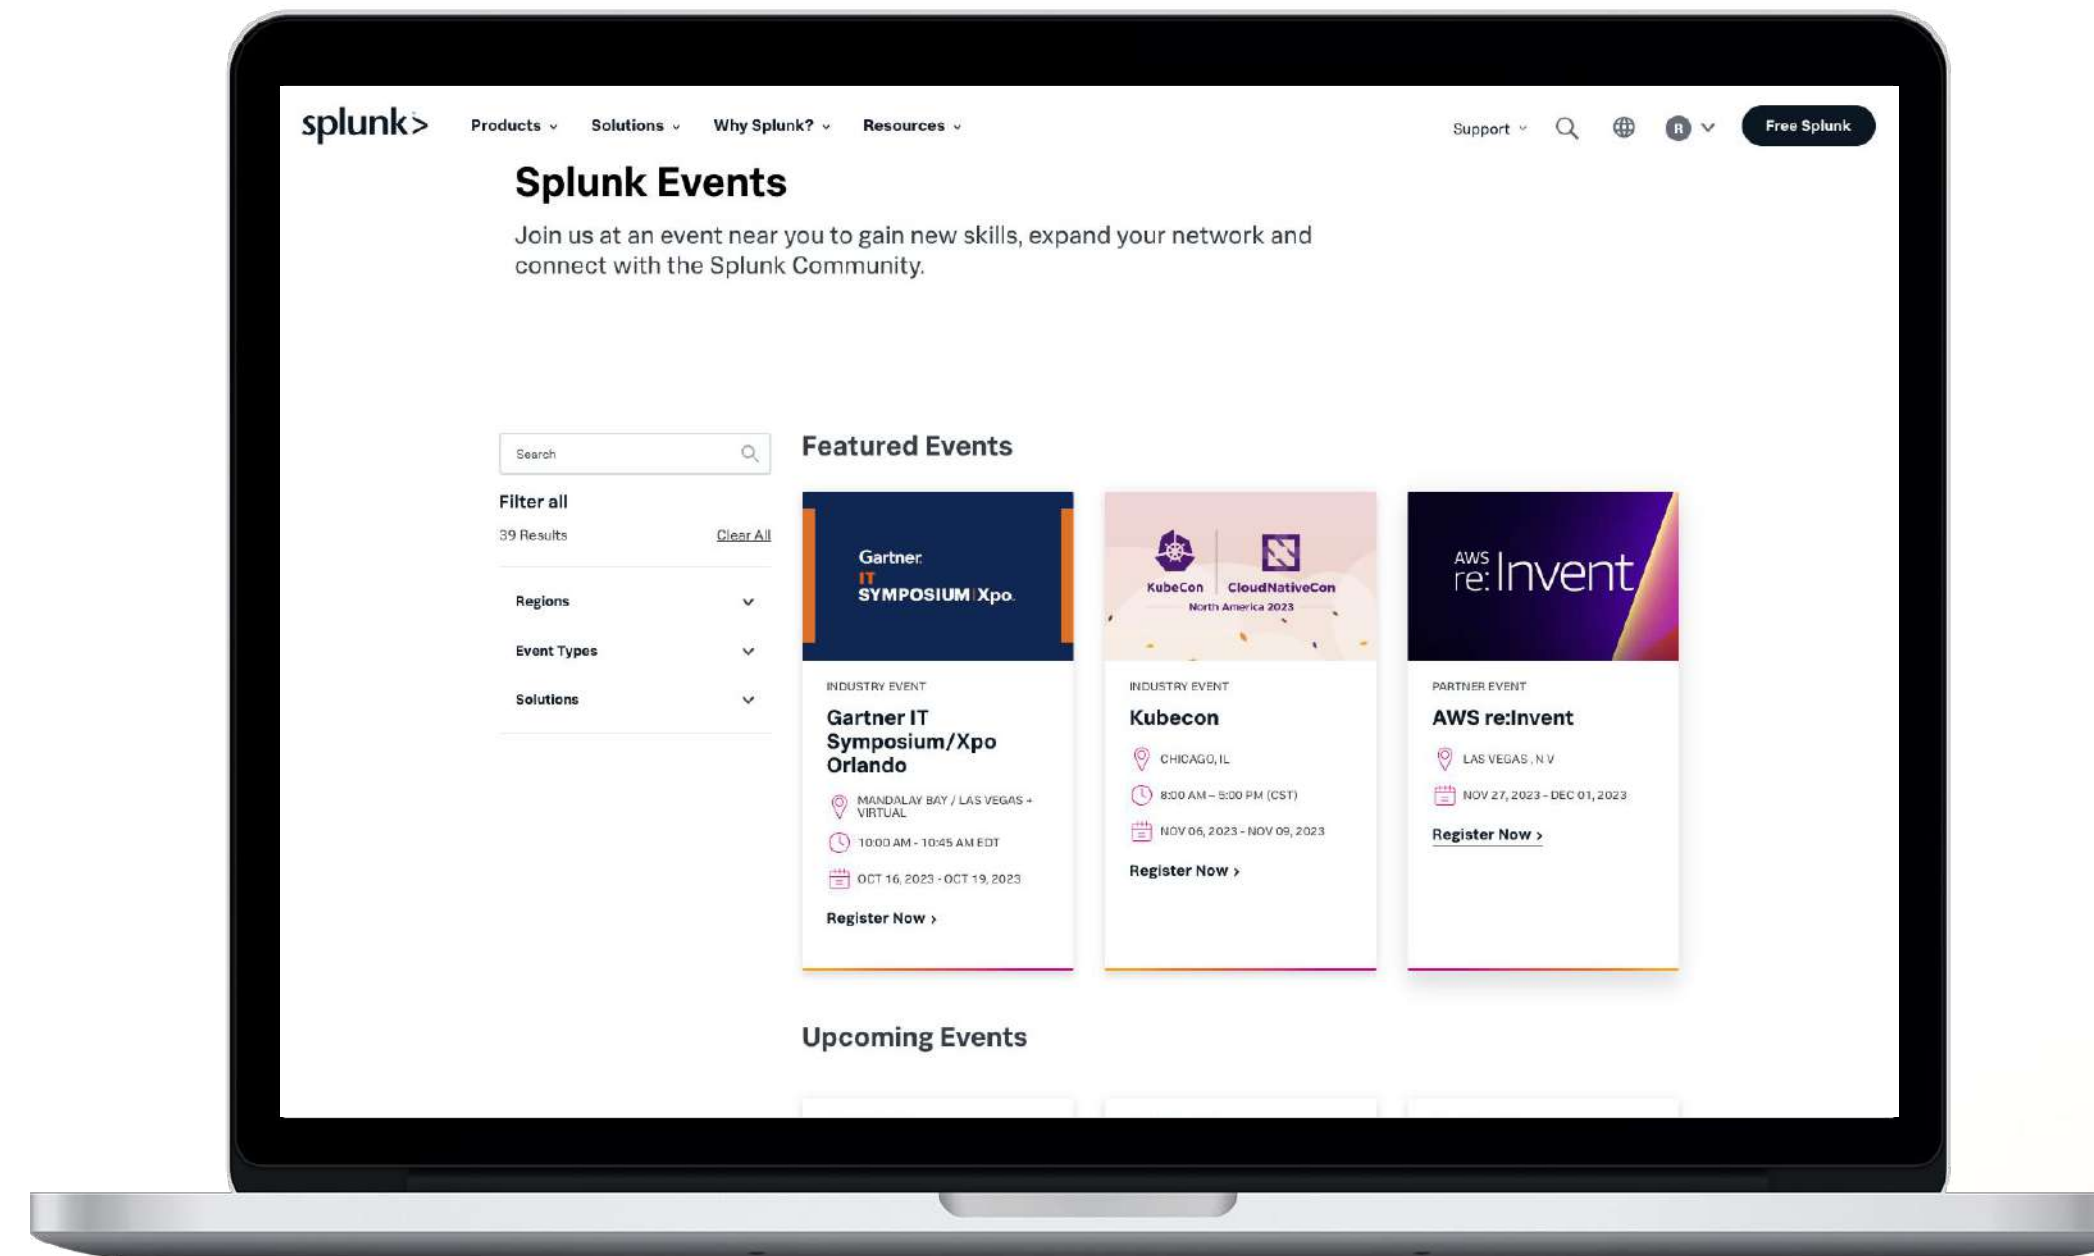 splunk>
Products
Solutions
Why Splunk?
Resources
Support
R
Free Splunk
Splunk Events
Join us at an event near you to gain new skills, expand your network and
connect with the Splunk Community.
Search
Filter all
39 Results
Clear All
Regions
Event Types
Solutions
Featured Events
Gartner
IT
SYMPOSIUM|Xpo
INDUSTRY EVENT
Gartner IT
Symposium/Xpo
Orlando
MANDALAY BAY / LAS VEGAS +
VIRTUAL
10:00 AM - 10:45 AM EDT
OCT 16, 2023 - OCT 19, 2023
Register Now >
KubeCon
CloudNativeCon
North America 2023
INDUSTRY EVENT
Kubecon
CHICAGO, IL
8:00 AM – 5:00 PM (CST)
NOV 06, 2023 - NOV 09, 2023
Register Now >
AWS
re:Invent
PARTNER EVENT
AWS re:Invent
LAS VEGAS , N V
NOV 27, 2023 - DEC 01, 2023
Register Now >
Upcoming Events